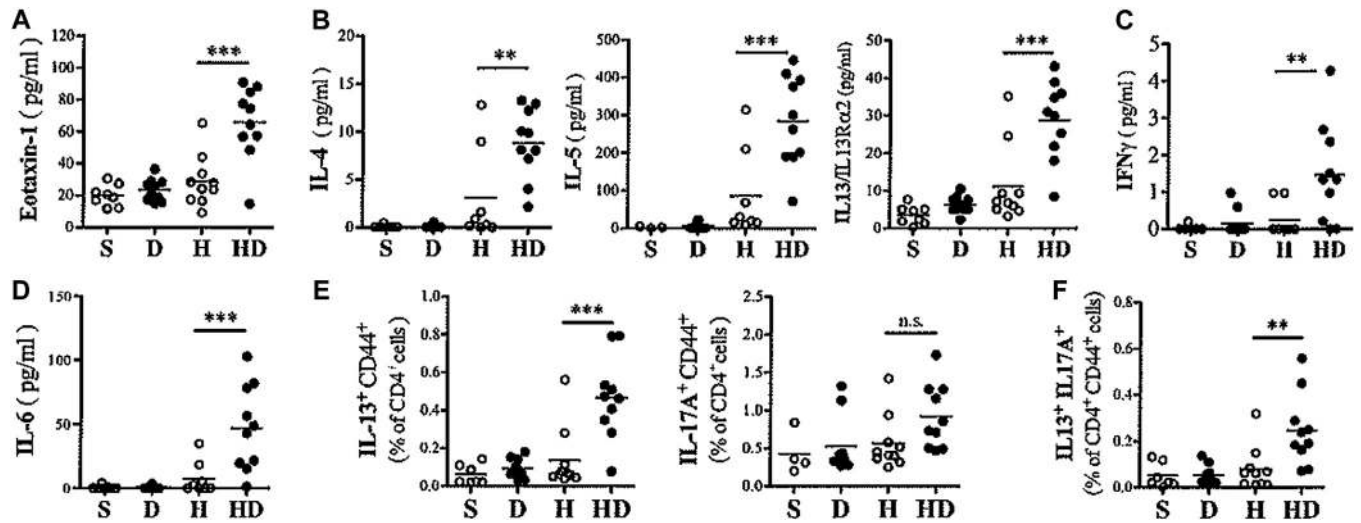 A
Eotaxin-1 ( pg/ml)
120
100
80
60
40
20
0
***
S D H HD
B
IL-4 ( pg/ml)
15
10
5
0
**
S D H HD
IL-5 ( pg/ml)
500
400
300
200
100
0
***
S D H HD
IL13/IL13Rα2 (pg/ml)
50
40
30
20
10
0
***
S D H HD
C
IFNγ ( pg/ml)
5
4
3
2
1
0
**
S D H HD
D
IL-6 ( pg/ml)
150
100
50
0
***
S D H HD
E
IL-13⁺ CD44⁺
(% of CD4⁺ cells)
1.0
0.8
0.6
0.4
0.2
0.0
***
S D H HD
IL-17A⁺ CD44⁺
(% of CD4⁺ cells)
2.5
2.0
1.5
1.0
0.5
0.0
n.s.
S D H HD
F
IL13⁺ IL17A⁺
(% of CD4⁺ CD44⁺ cells)
0.8
0.6
0.4
0.2
0.0
**
S D H HD